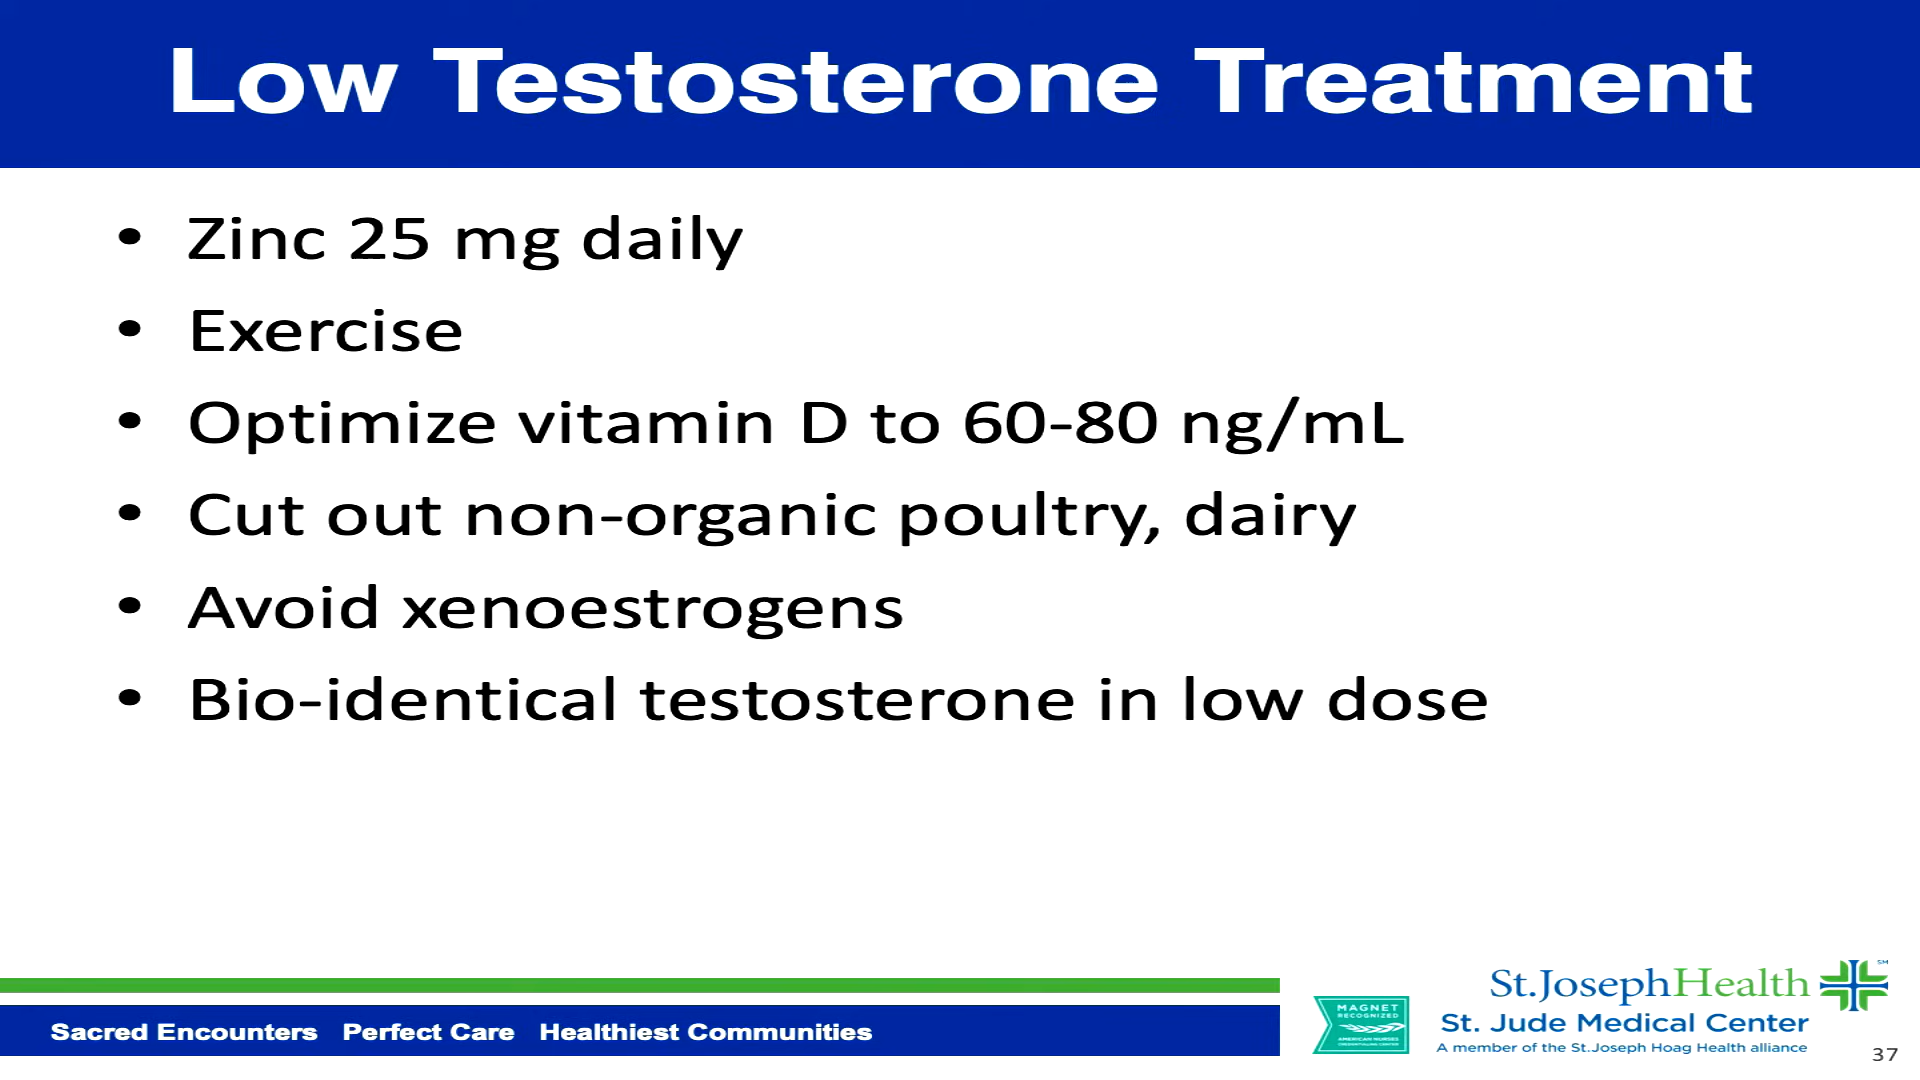 Low Testosterone Treatment
• Zinc 25 mg daily
• Exercise
• Optimize vitamin D to 60-80 ng/mL
• Cut out non-organic poultry, dairy
• Avoid xenoestrogens
• Bio-identical testosterone in low dose
Sacred Encounters Perfect Care Healthiest Communities
MAGNET
RECOGNIZED
AMERICAN NURSES
CREDENTIALING CENTER
St.JosephHealth SM
St. Jude Medical Center
A member of the St.Joseph Hoag Health alliance
37